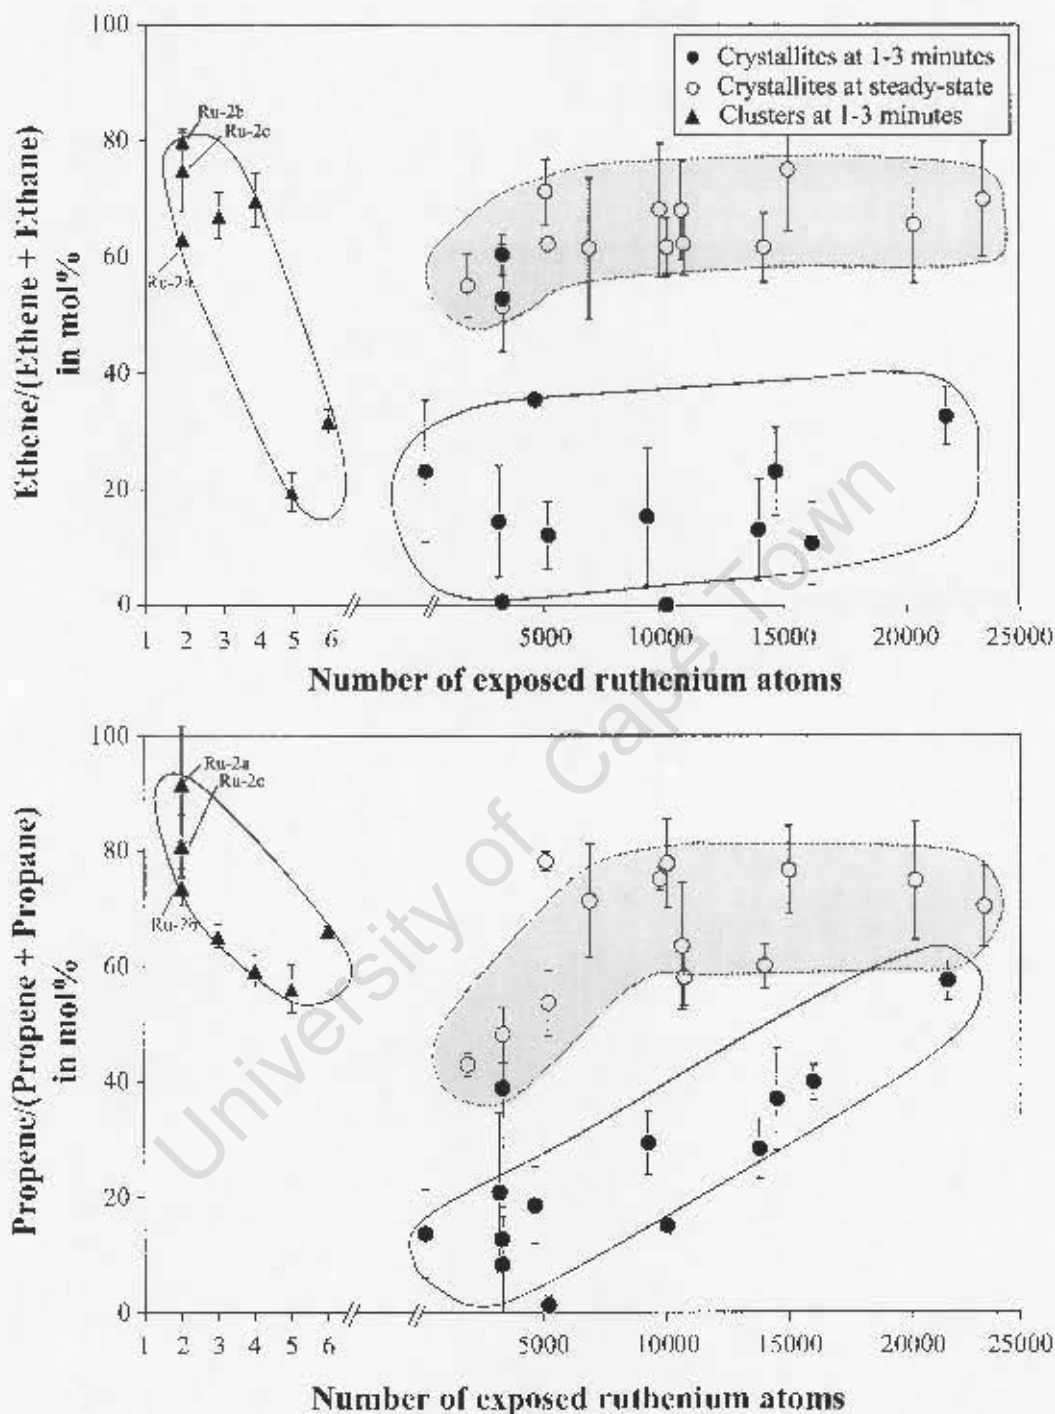 100
80
60
40
20
0
Ethene/(Ethene + Ethane)
in mol%
Crystallites at 1-3 minutes
Crystallites at steady-state
Clusters at 1-3 minutes
Ru-2b
Ru-2c
Ru-2a
1 2 3 4 5 6 5000 10000 15000 20000 25000
Number of exposed ruthenium atoms
100
80
60
40
20
0
Propene/(Propene + Propane)
in mol%
Ru-2a
Ru-2c
Ru-2b
1 2 3 4 5 6 5000 10000 15000 20000 25000
Number of exposed ruthenium atoms
University of Cape Town